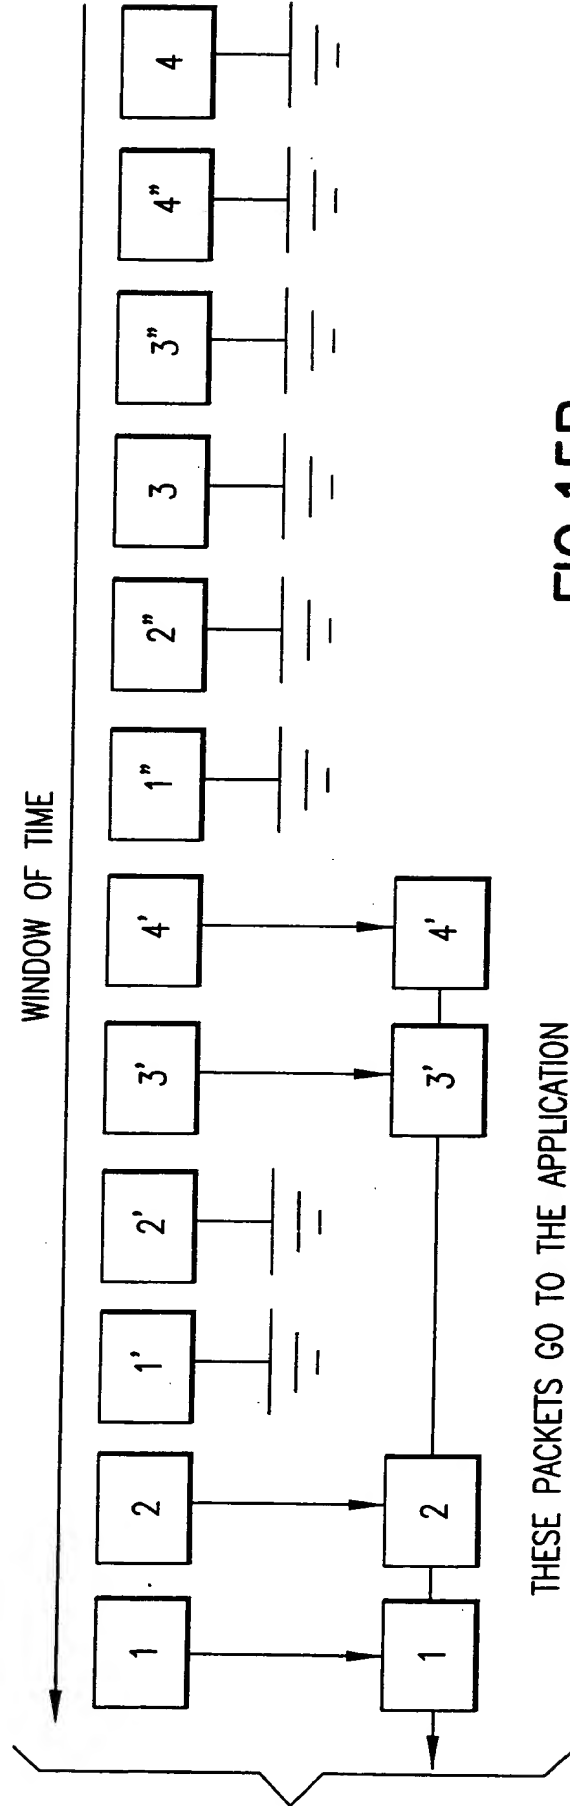 WINDOW OF TIME
1 2 1' 2' 3' 4' 1" 2" 3 3" 4" 4
1 2 3' 4'
THESE PACKETS GO TO THE APPLICATION